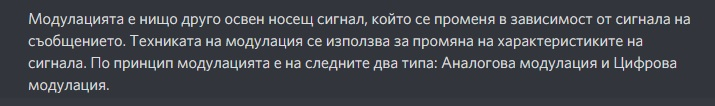 Модулацията е нищо друго освен носещ сигнал, който се променя в зависимост от сигнала на
съобщението. Техниката на модулация се използва за промяна на характеристиките на
сигнала. По принцип модулацията е на следните два типа: Аналогова модулация и Цифрова
модулация.